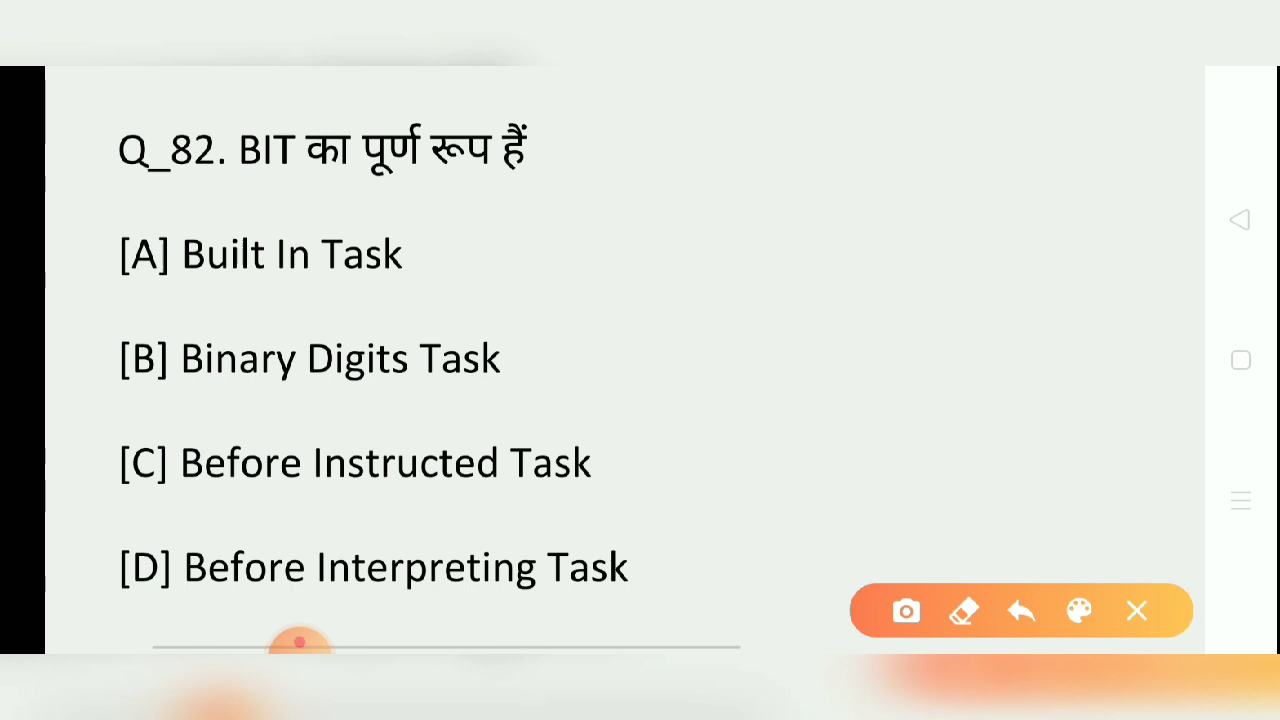 Q_82. BIT का पूर्ण रूप हैं
[A] Built In Task
[B] Binary Digits Task
[C] Before Instructed Task
[D] Before Interpreting Task